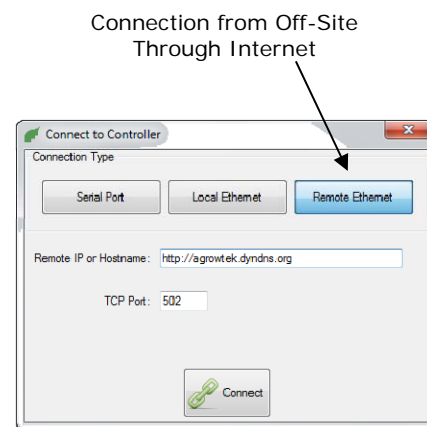 Connection from Off-Site
Through Internet
Connect to Controller
Connection Type
Serial Port
Local Ethernet
Remote Ethernet
Remote IP or Hostname: http://agrowtek.dyndns.org
TCP Port: 502
Connect